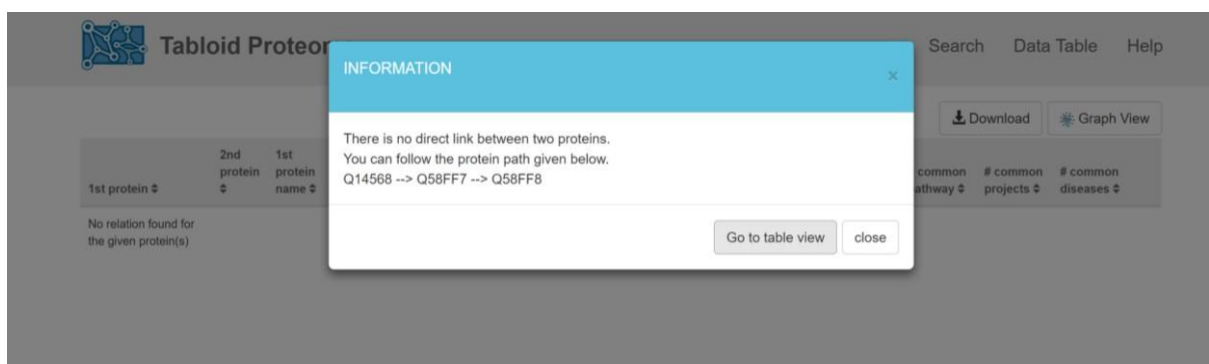 Tabloid Proteo
Search Data Table Help
INFORMATION
×
Download Graph View
There is no direct link between two proteins.
You can follow the protein path given below.
Q14568 --> Q58FF7 --> Q58FF8
1st protein
2nd protein
1st protein name
common
# common projects
# common diseases
No relation found for
the given protein(s)
Go to table view close